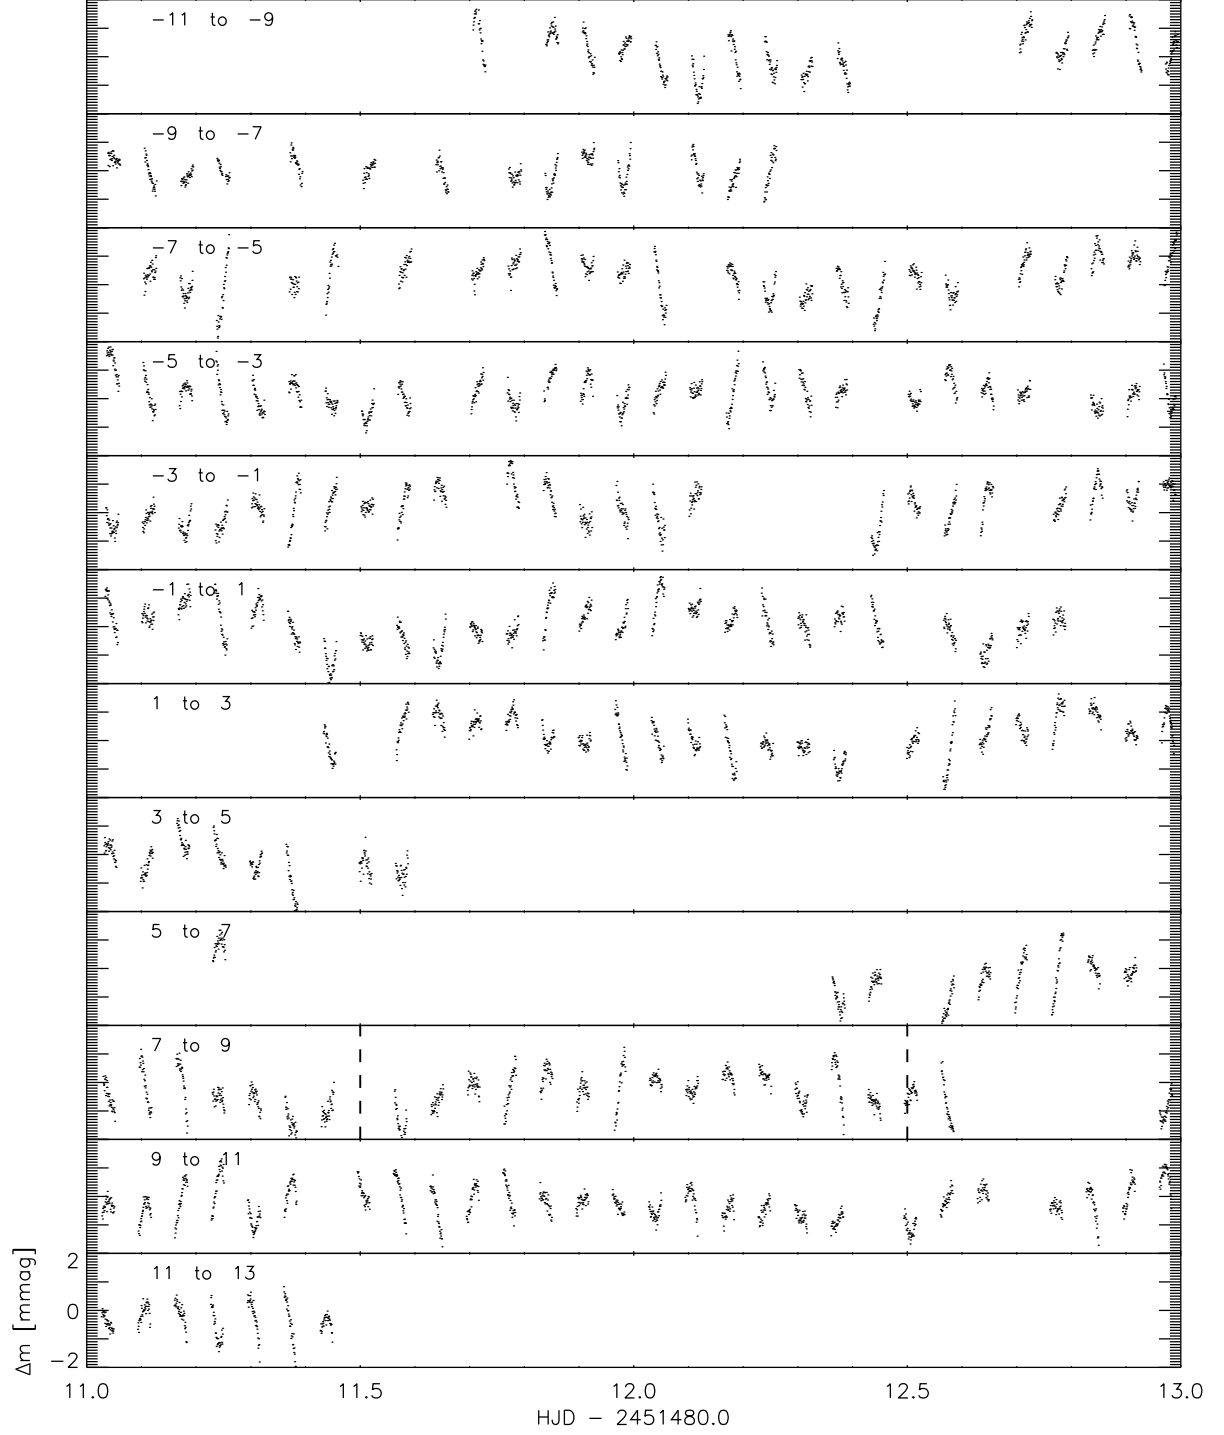 −11 to −9
−9 to −7
−7 to −5
−5 to −3
−3 to −1
−1 to 1
1 to 3
3 to 5
5 to 7
7 to 9
9 to 11
11 to 13
Δm [mmag]
2
0
−2
11.0 11.5 12.0 12.5 13.0
HJD − 2451480.0